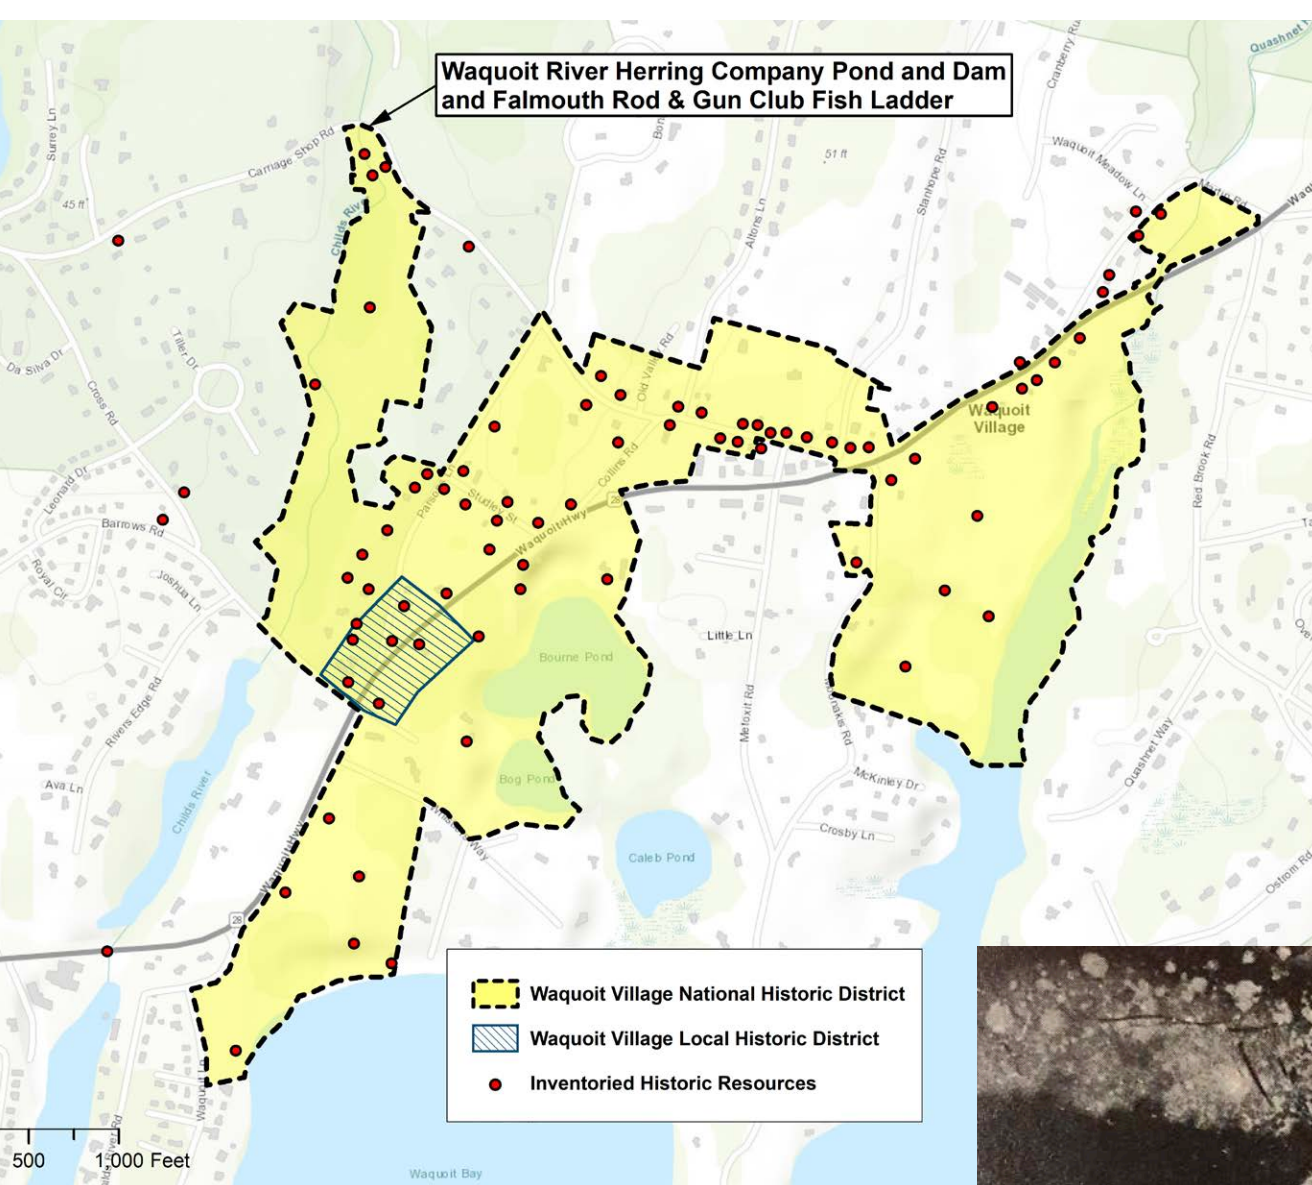 Waquoit River Herring Company Pond and Dam
and Falmouth Rod & Gun Club Fish Ladder
Quashnet
Cranberry
Surrey Ln
Carriage Shop Rd
51 ft
Waquoit Meadow Ln
Stanhope Rd
Martin Rd
45 ft
Altons Ln
Da Silva Dr
Tiller Dr
Cross Rd
Collins Rd
Waquoit
Village
Red Brook Rd
Leonard Dr
Studley St
28
Waquoit Hwy
Barrows Rd
Royal Cir
Joshua Ln
Little Ln
Bourne Pond
Rivers Edge Rd
Metoxit Rd
Quashnet Way
Ava Ln
Bog Pond
McKinley Dr
Childs River
Crosby Ln
Caleb Pond
Ostrom Rd
Waquoit Hwy
28
Waquoit Village National Historic District
Waquoit Village Local Historic District
Inventoried Historic Resources
Waquoit Ln
500
1,000 Feet
Waquoit Bay